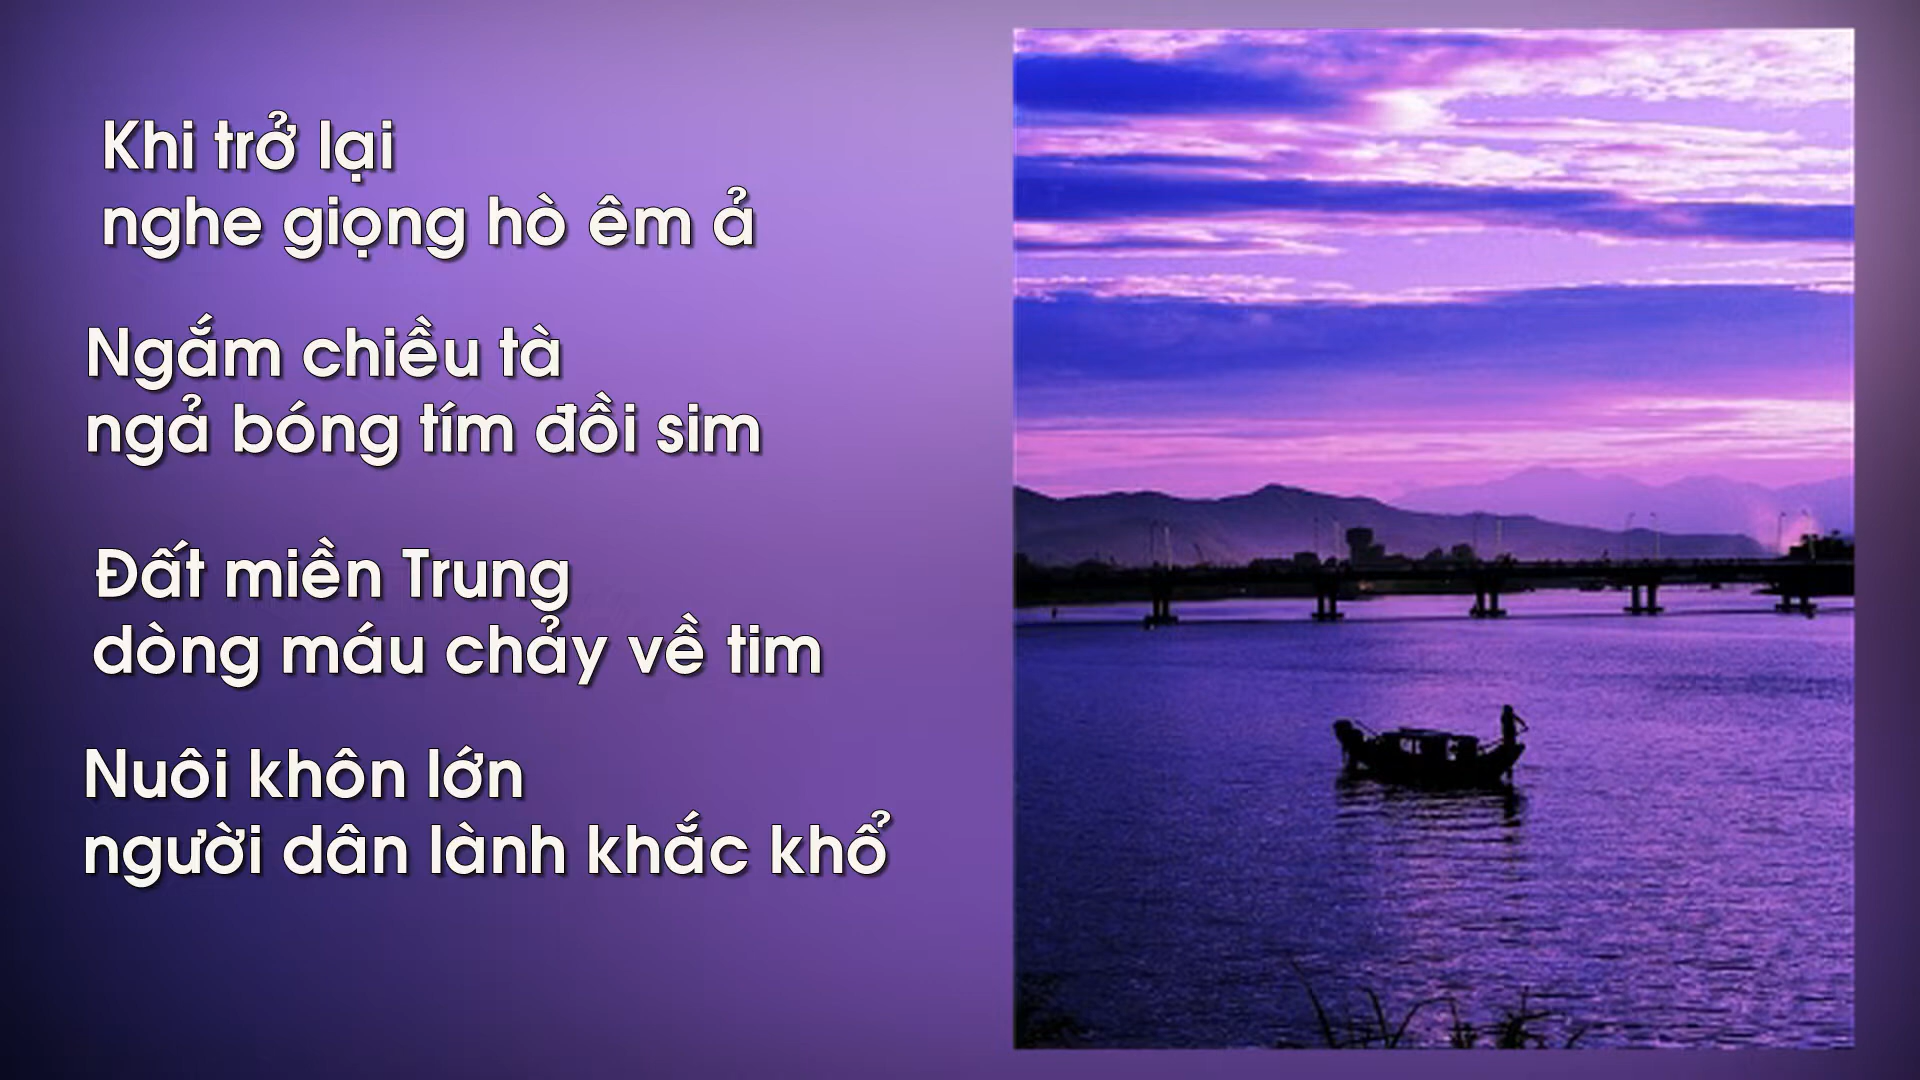 Khi trở lại
nghe giọng hò êm ả
Ngắm chiều tà
ngả bóng tím đồi sim
Đất miền Trung
dòng máu chảy về tim
Nuôi khôn lớn
người dân lành khắc khổ